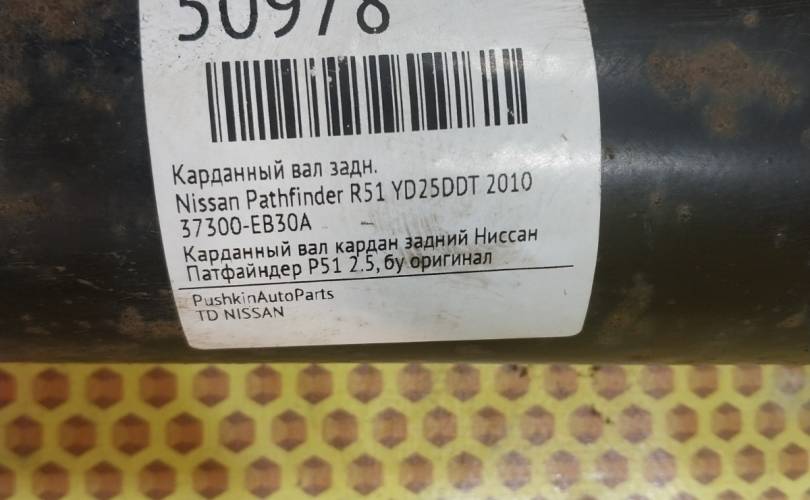 50978
Карданный вал задн.
Nissan Pathfinder R51 YD25DDT 2010
37300-EB30A
Карданный вал кардан задний Ниссан
Патфайндер Р51 2.5, бу оригинал
PushkinAutoParts
TD NISSAN